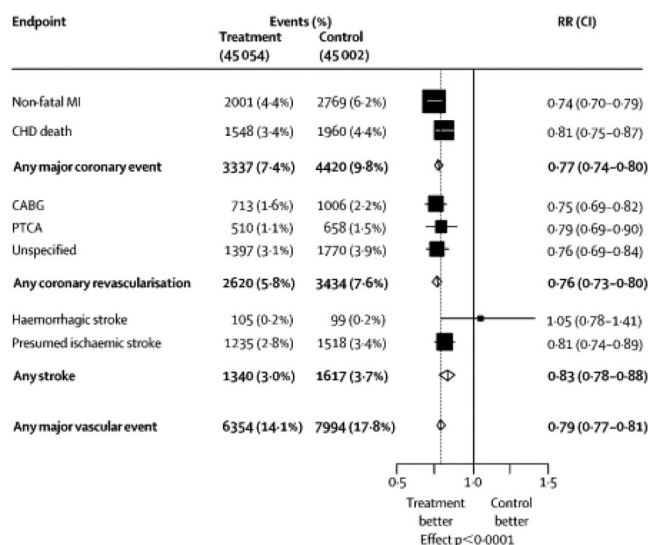 Endpoint Events (%) RR (CI)
Treatment Control
(45 054) (45 002)
Non-fatal MI 2001 (4·4%) 2769 (6·2%) 0·74 (0·70–0·79)
CHD death 1548 (3·4%) 1960 (4·4%) 0·81 (0·75–0·87)
Any major coronary event 3337 (7·4%) 4420 (9·8%) 0·77 (0·74–0·80)
CABG 713 (1·6%) 1006 (2·2%) 0·75 (0·69–0·82)
PTCA 510 (1·1%) 658 (1·5%) 0·79 (0·69–0·90)
Unspecified 1397 (3·1%) 1770 (3·9%) 0·76 (0·69–0·84)
Any coronary revascularisation 2620 (5·8%) 3434 (7·6%) 0·76 (0·73–0·80)
Haemorrhagic stroke 105 (0·2%) 99 (0·2%) 1·05 (0·78–1·41)
Presumed ischaemic stroke 1235 (2·8%) 1518 (3·4%) 0·81 (0·74–0·89)
Any stroke 1340 (3·0%) 1617 (3·7%) 0·83 (0·78–0·88)
Any major vascular event 6354 (14·1%) 7994 (17·8%) 0·79 (0·77–0·81)
0·5 1·0 1·5
Treatment Control
better better
Effect p<0·0001